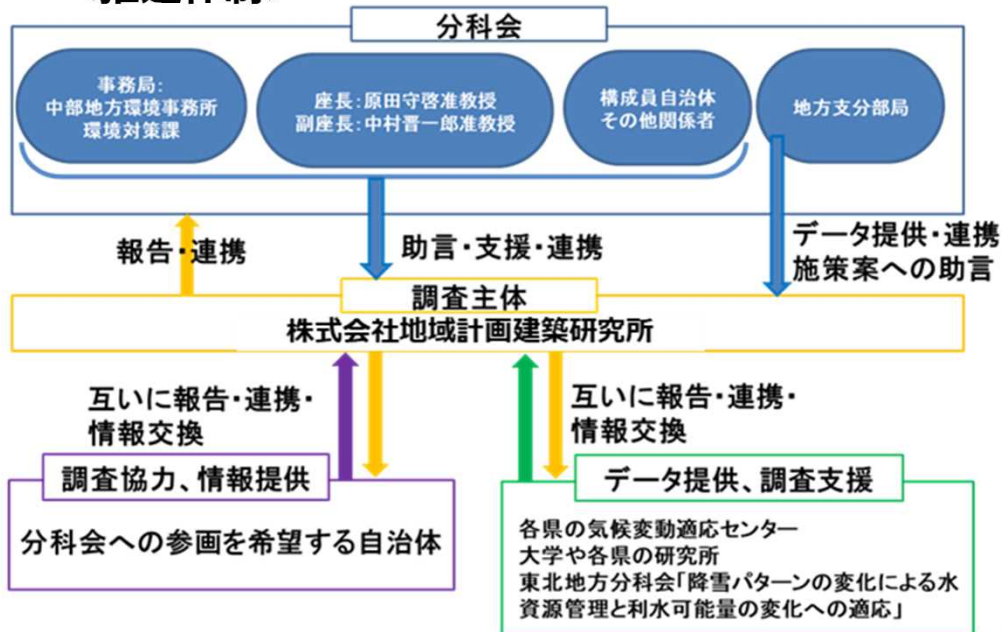 分科会
事務局：
中部地方環境事務所
環境対策課
座長：原田守啓准教授
副座長：中村晋一郎准教授
構成員自治体
その他関係者
地方支分部局
報告・連携
助言・支援・連携
データ提供・連携
施策案への助言
調査主体
株式会社地域計画建築研究所
互いに報告・連携・
情報交換
互いに報告・連携・
情報交換
調査協力、情報提供
分科会への参画を希望する自治体
データ提供、調査支援
各県の気候変動適応センター
大学や各県の研究所
東北地方分科会「降雪パターンの変化による水
資源管理と利水可能量の変化への適応」